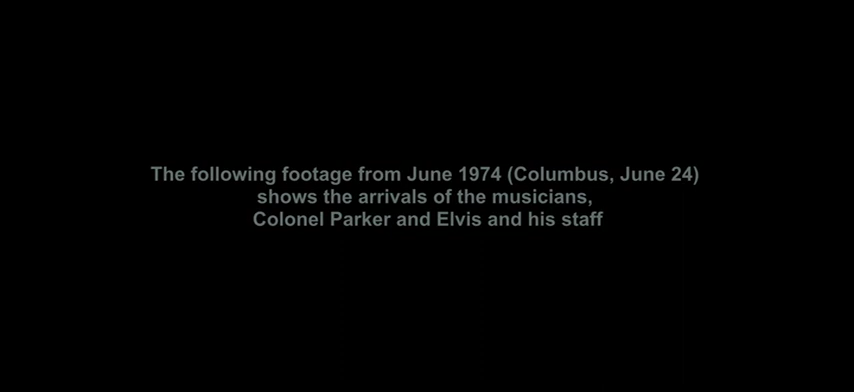 The following footage from June 1974 (Columbus, June 24)
shows the arrivals of the musicians,
Colonel Parker and Elvis and his staff